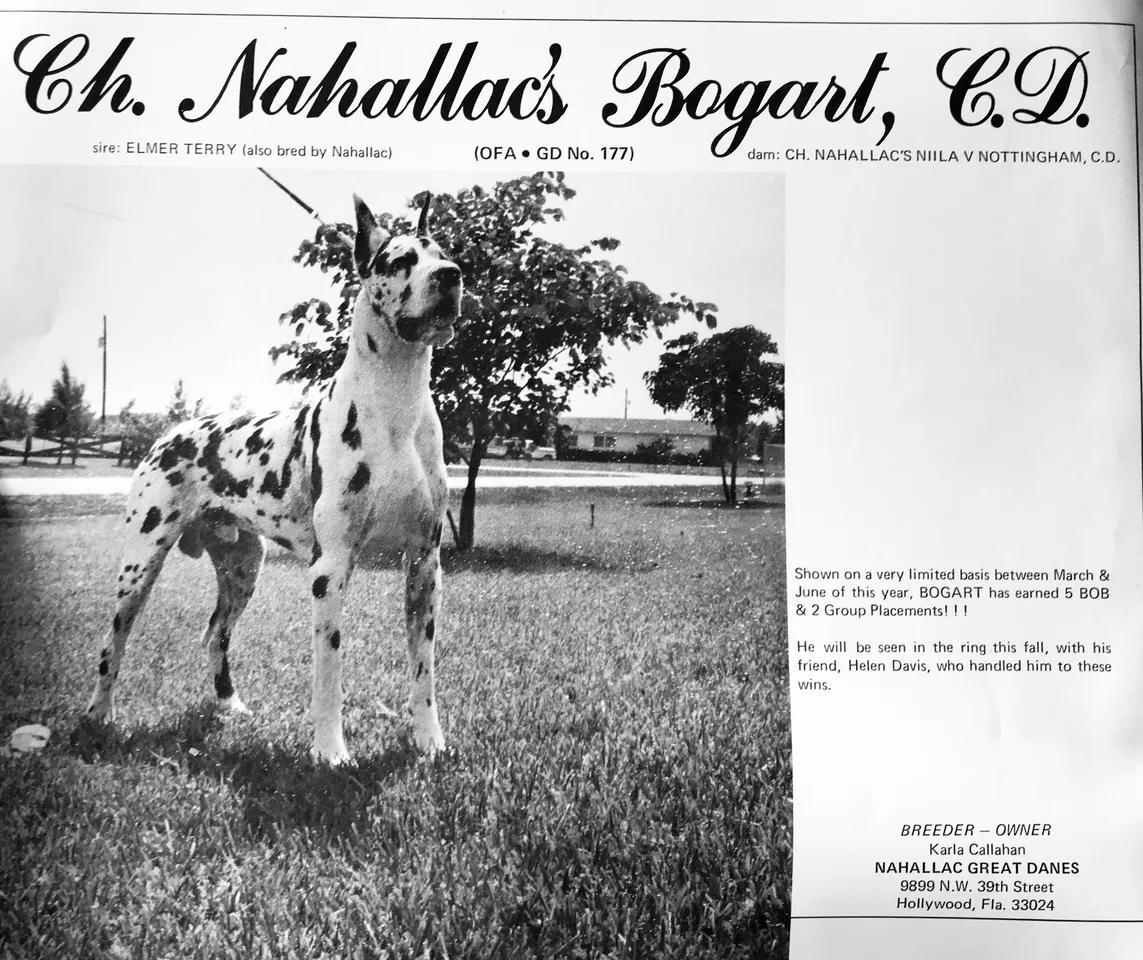 Ch. Nahallac's Bogart, C.D.
sire: ELMER TERRY (also bred by Nahallac) (OFA • GD No. 177) dam: CH. NAHALLAC'S NIILA V NOTTINGHAM, C.D.
Shown on a very limited basis between March &
June of this year, BOGART has earned 5 BOB
& 2 Group Placements! ! !
He will be seen in the ring this fall, with his
friend, Helen Davis, who handled him to these
wins.
BREEDER – OWNER
Karla Callahan
NAHALLAC GREAT DANES
9899 N.W. 39th Street
Hollywood, Fla. 33024